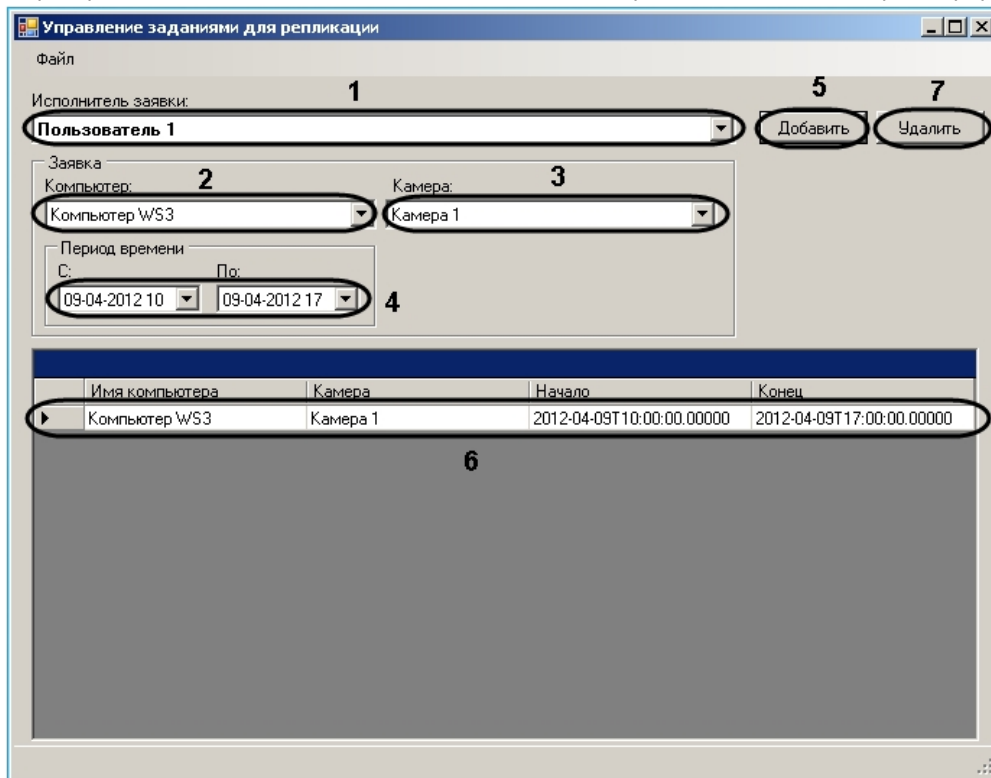 Управление заданиями для репликации
Файл
1
5
7
Исполнитель заявки:
Пользователь 1
Добавить
Удалить
Заявка
2
3
Компьютер:
Камера:
Компьютер WS3
Камера 1
Период времени
С:
По:
09-04-2012 10
09-04-2012 17
4
Имя компьютера Камера Начало Конец
Компьютер WS3 Камера 1 2012-04-09T10:00:00.00000 2012-04-09T17:00:00.00000
6